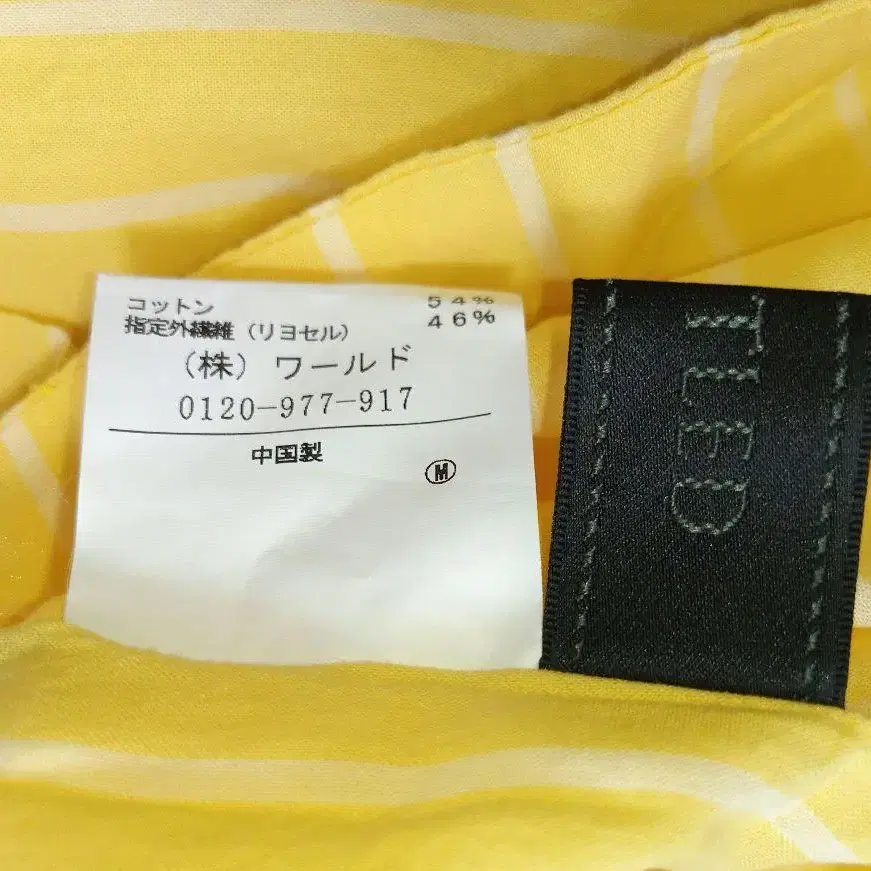 コットン 54%
指定外繊維 (リヨセル) 46%
(株) ワールド
0120-977-917
中国製
M
TLED